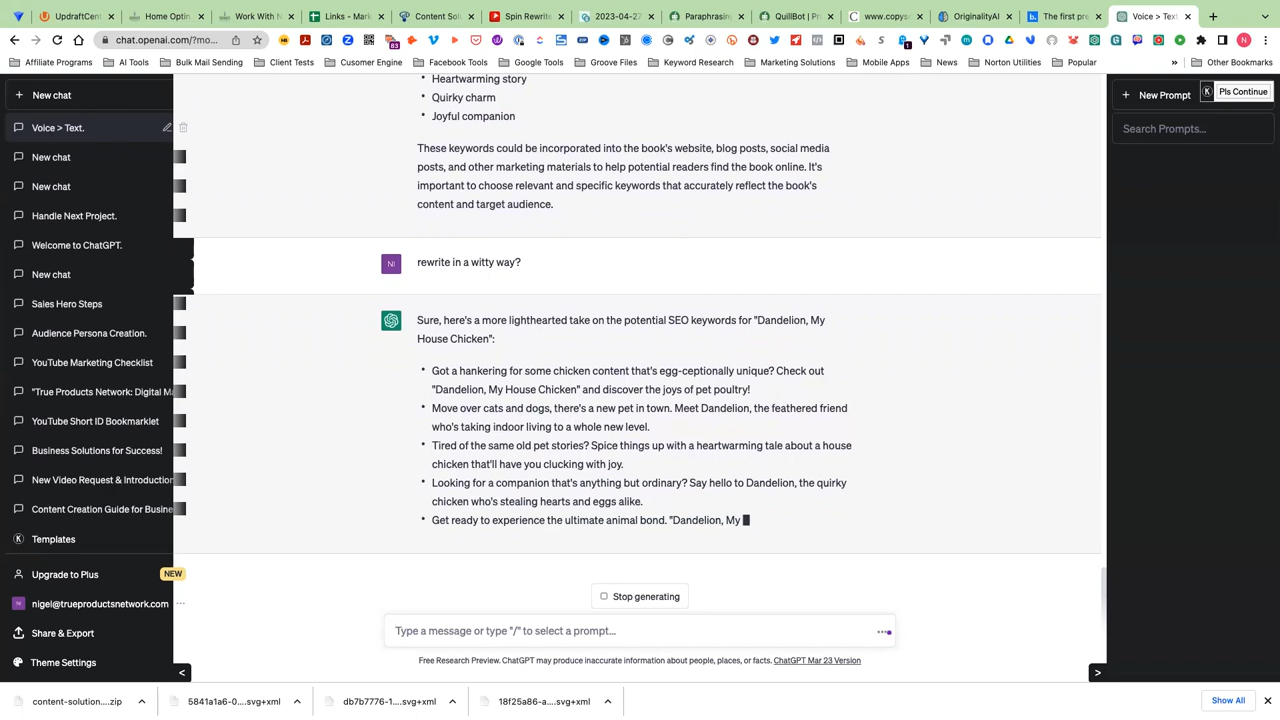 UpdraftCent
Home Optin
Work With N
Links - Mark
Content Solu
Spin Rewrite
2023-04-27
Paraphrasing
QuillBot | Pr
www.copysc
OriginalityAI
The first pre
Voice > Text
chat.openai.com/?mo...
Affiliate Programs
AI Tools
Bulk Mail Sending
Client Tests
Cusomer Engine
Facebook Tools
Google Tools
Groove Files
Keyword Research
Marketing Solutions
Mobile Apps
News
Norton Utilities
Popular
»
Other Bookmarks
New chat
Voice > Text.
New chat
New chat
Handle Next Project.
Welcome to ChatGPT.
New chat
Sales Hero Steps
Audience Persona Creation.
YouTube Marketing Checklist
"True Products Network: Digital Ma
YouTube Short ID Bookmarklet
Business Solutions for Success!
New Video Request & Introduction
Content Creation Guide for Busine
Templates
Upgrade to Plus
NEW
nigel@trueproductsnetwork.com
Share & Export
Theme Settings
• Heartwarming story
• Quirky charm
• Joyful companion
These keywords could be incorporated into the book's website, blog posts, social media
posts, and other marketing materials to help potential readers find the book online. It's
important to choose relevant and specific keywords that accurately reflect the book's
content and target audience.
NI
rewrite in a witty way?
Sure, here's a more lighthearted take on the potential SEO keywords for "Dandelion, My
House Chicken":
• Got a hankering for some chicken content that's egg-ceptionally unique? Check out
"Dandelion, My House Chicken" and discover the joys of pet poultry!
• Move over cats and dogs, there's a new pet in town. Meet Dandelion, the feathered friend
who's taking indoor living to a whole new level.
• Tired of the same old pet stories? Spice things up with a heartwarming tale about a house
chicken that'll have you clucking with joy.
• Looking for a companion that's anything but ordinary? Say hello to Dandelion, the quirky
chicken who's stealing hearts and eggs alike.
• Get ready to experience the ultimate animal bond. "Dandelion, My
Stop generating
Type a message or type "/" to select a prompt...
Free Research Preview. ChatGPT may produce inaccurate information about people, places, or facts. ChatGPT Mar 23 Version
New Prompt
Pls Continue
Search Prompts...
<
>
content-solution....zip
5841a1a6-0....svg+xml
db7b7776-1....svg+xml
18f25a86-a....svg+xml
Show All